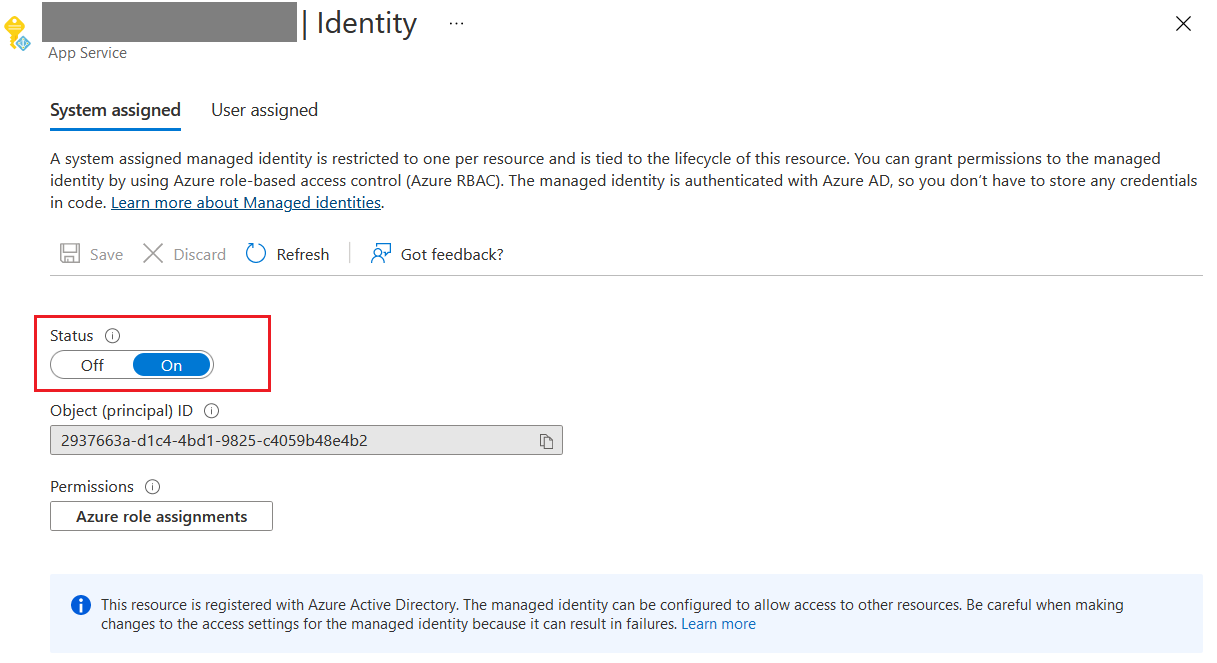 | Identity ...
App Service
System assigned User assigned
A system assigned managed identity is restricted to one per resource and is tied to the lifecycle of this resource. You can grant permissions to the managed
identity by using Azure role-based access control (Azure RBAC). The managed identity is authenticated with Azure AD, so you don’t have to store any credentials
in code. Learn more about Managed identities.
Save Discard Refresh Got feedback?
Status
Off On
Object (principal) ID
2937663a-d1c4-4bd1-9825-c4059b48e4b2
Permissions
Azure role assignments
This resource is registered with Azure Active Directory. The managed identity can be configured to allow access to other resources. Be careful when making
changes to the access settings for the managed identity because it can result in failures. Learn more